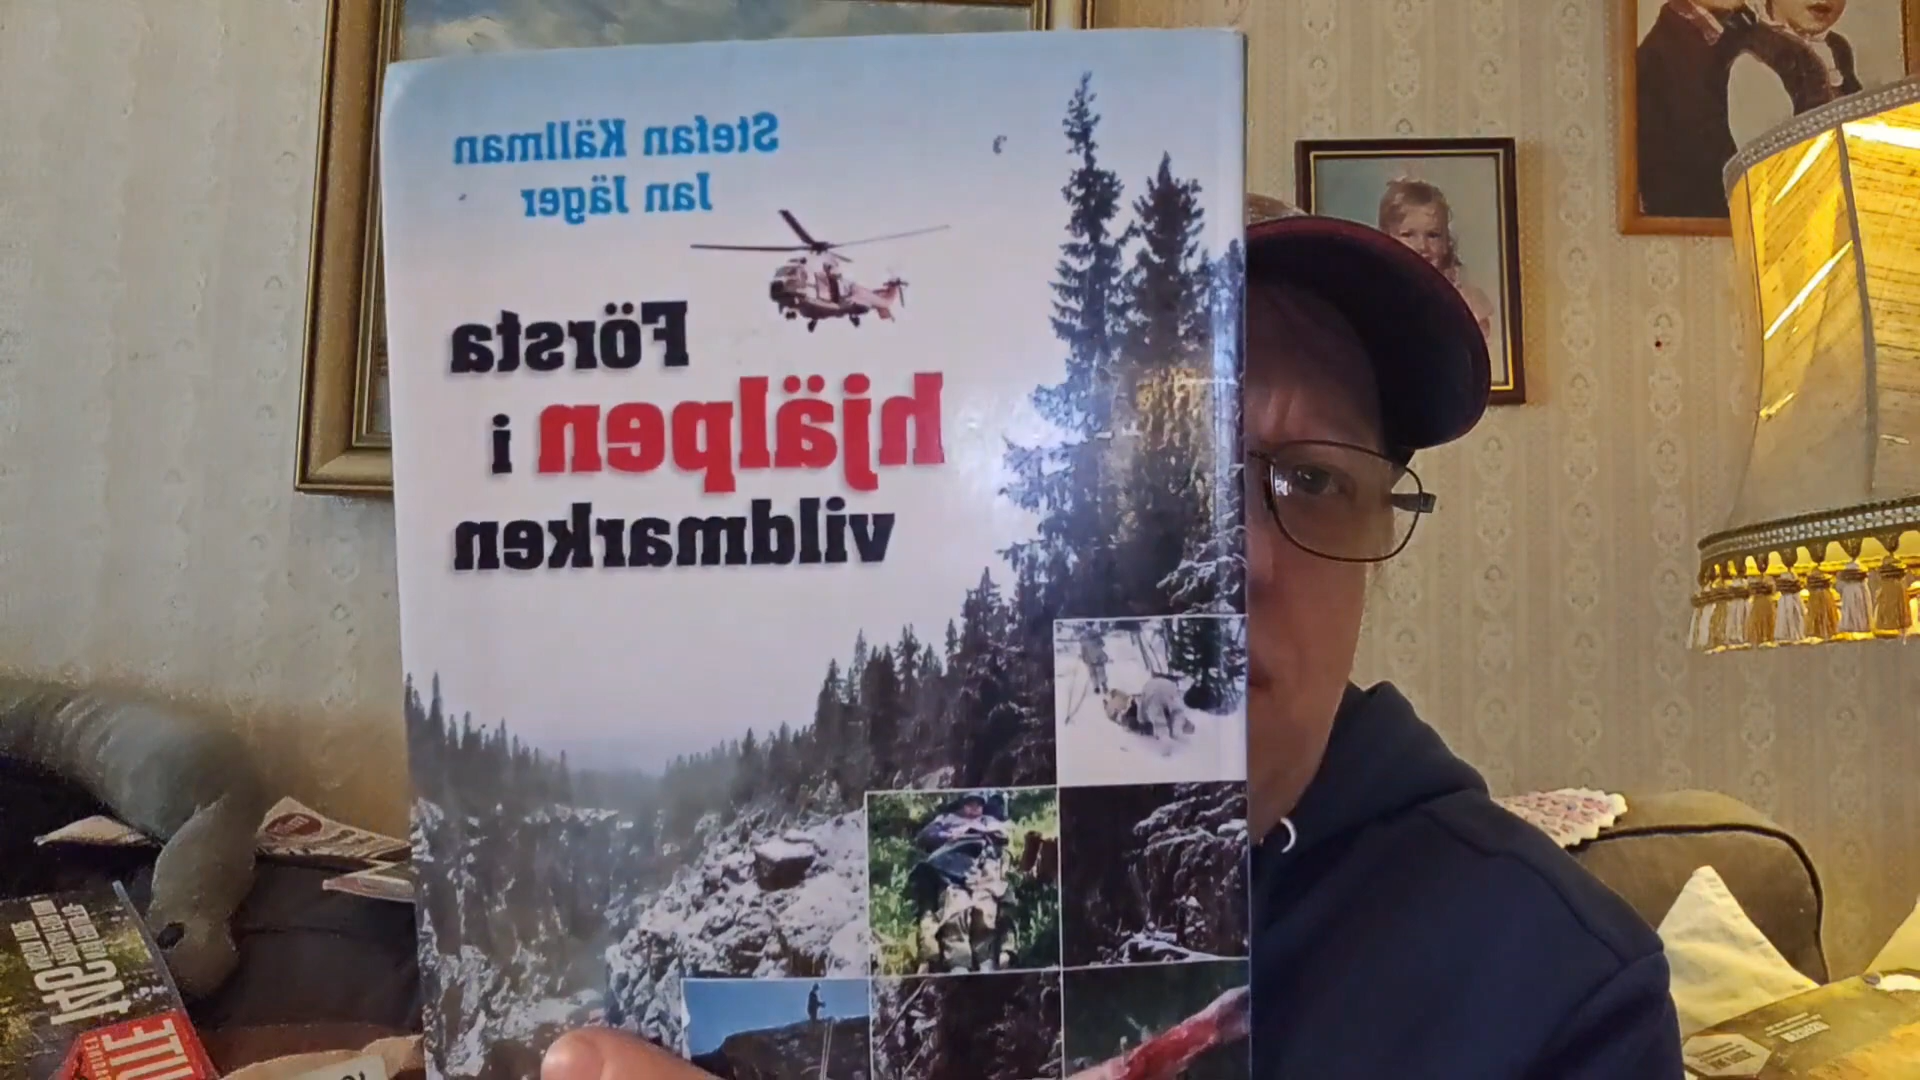 Stefan Källman
Jan Jäger
Första
hjälpen i
vildmarken